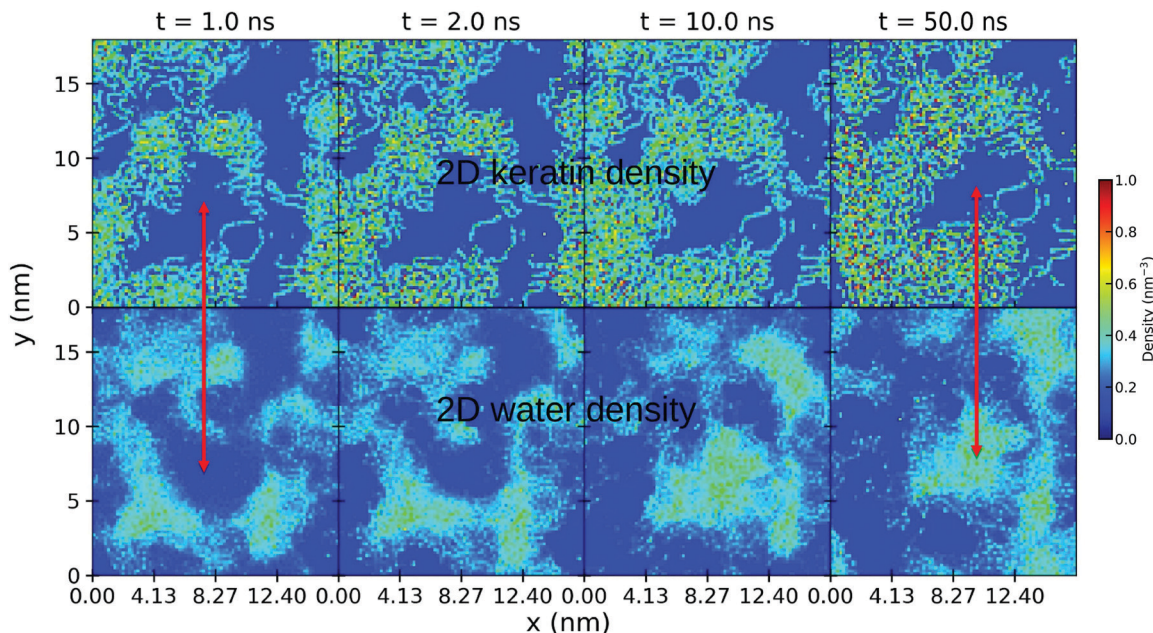 t = 1.0 ns t = 2.0 ns t = 10.0 ns t = 50.0 ns
15
10
5
0
2D keratin density
15
10
5
0
2D water density
y (nm)
0.00 4.13 8.27 12.40 0.00 4.13 8.27 12.40 0.00 4.13 8.27 12.40 0.00 4.13 8.27 12.40
x (nm)
1.0
0.8
0.6
0.4
0.2
0.0
Density (nm⁻³)